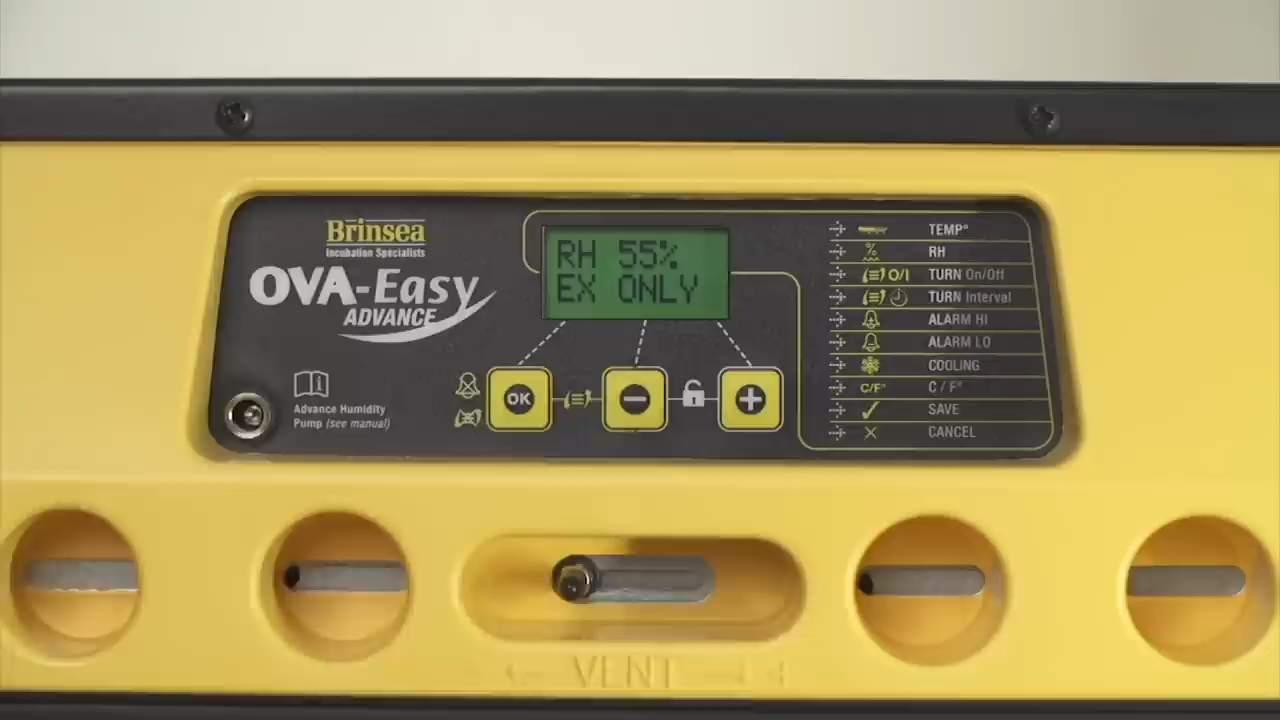 Brinsea
Incubation Specialists
OVA-Easy
ADVANCE
RH 55%
EX ONLY
Advance Humidity
Pump (see manual)
OK
TEMP°
% RH
O/I TURN On/Off
TURN Interval
ALARM HI
ALARM LO
COOLING
C/F° C / F°
SAVE
CANCEL
VENT